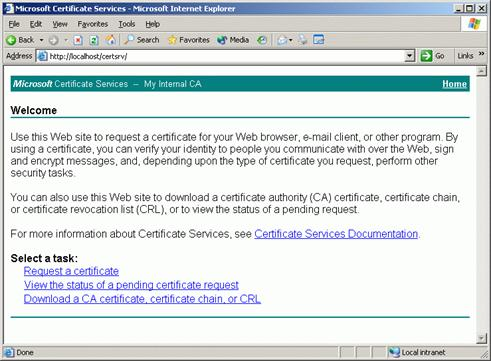 Microsoft Certificate Services - Microsoft Internet Explorer
File Edit View Favorites Tools Help
Back Search Favorites Media
Address http://localhost/certsrv/ Go Links »
Microsoft Certificate Services -- My Internal CA Home
Welcome
Use this Web site to request a certificate for your Web browser, e-mail client, or other program. By
using a certificate, you can verify your identity to people you communicate with over the Web, sign
and encrypt messages, and, depending upon the type of certificate you request, perform other
security tasks.
You can also use this Web site to download a certificate authority (CA) certificate, certificate chain,
or certificate revocation list (CRL), or to view the status of a pending request.
For more information about Certificate Services, see Certificate Services Documentation.
Select a task:
Request a certificate
View the status of a pending certificate request
Download a CA certificate, certificate chain, or CRL
Done Local intranet